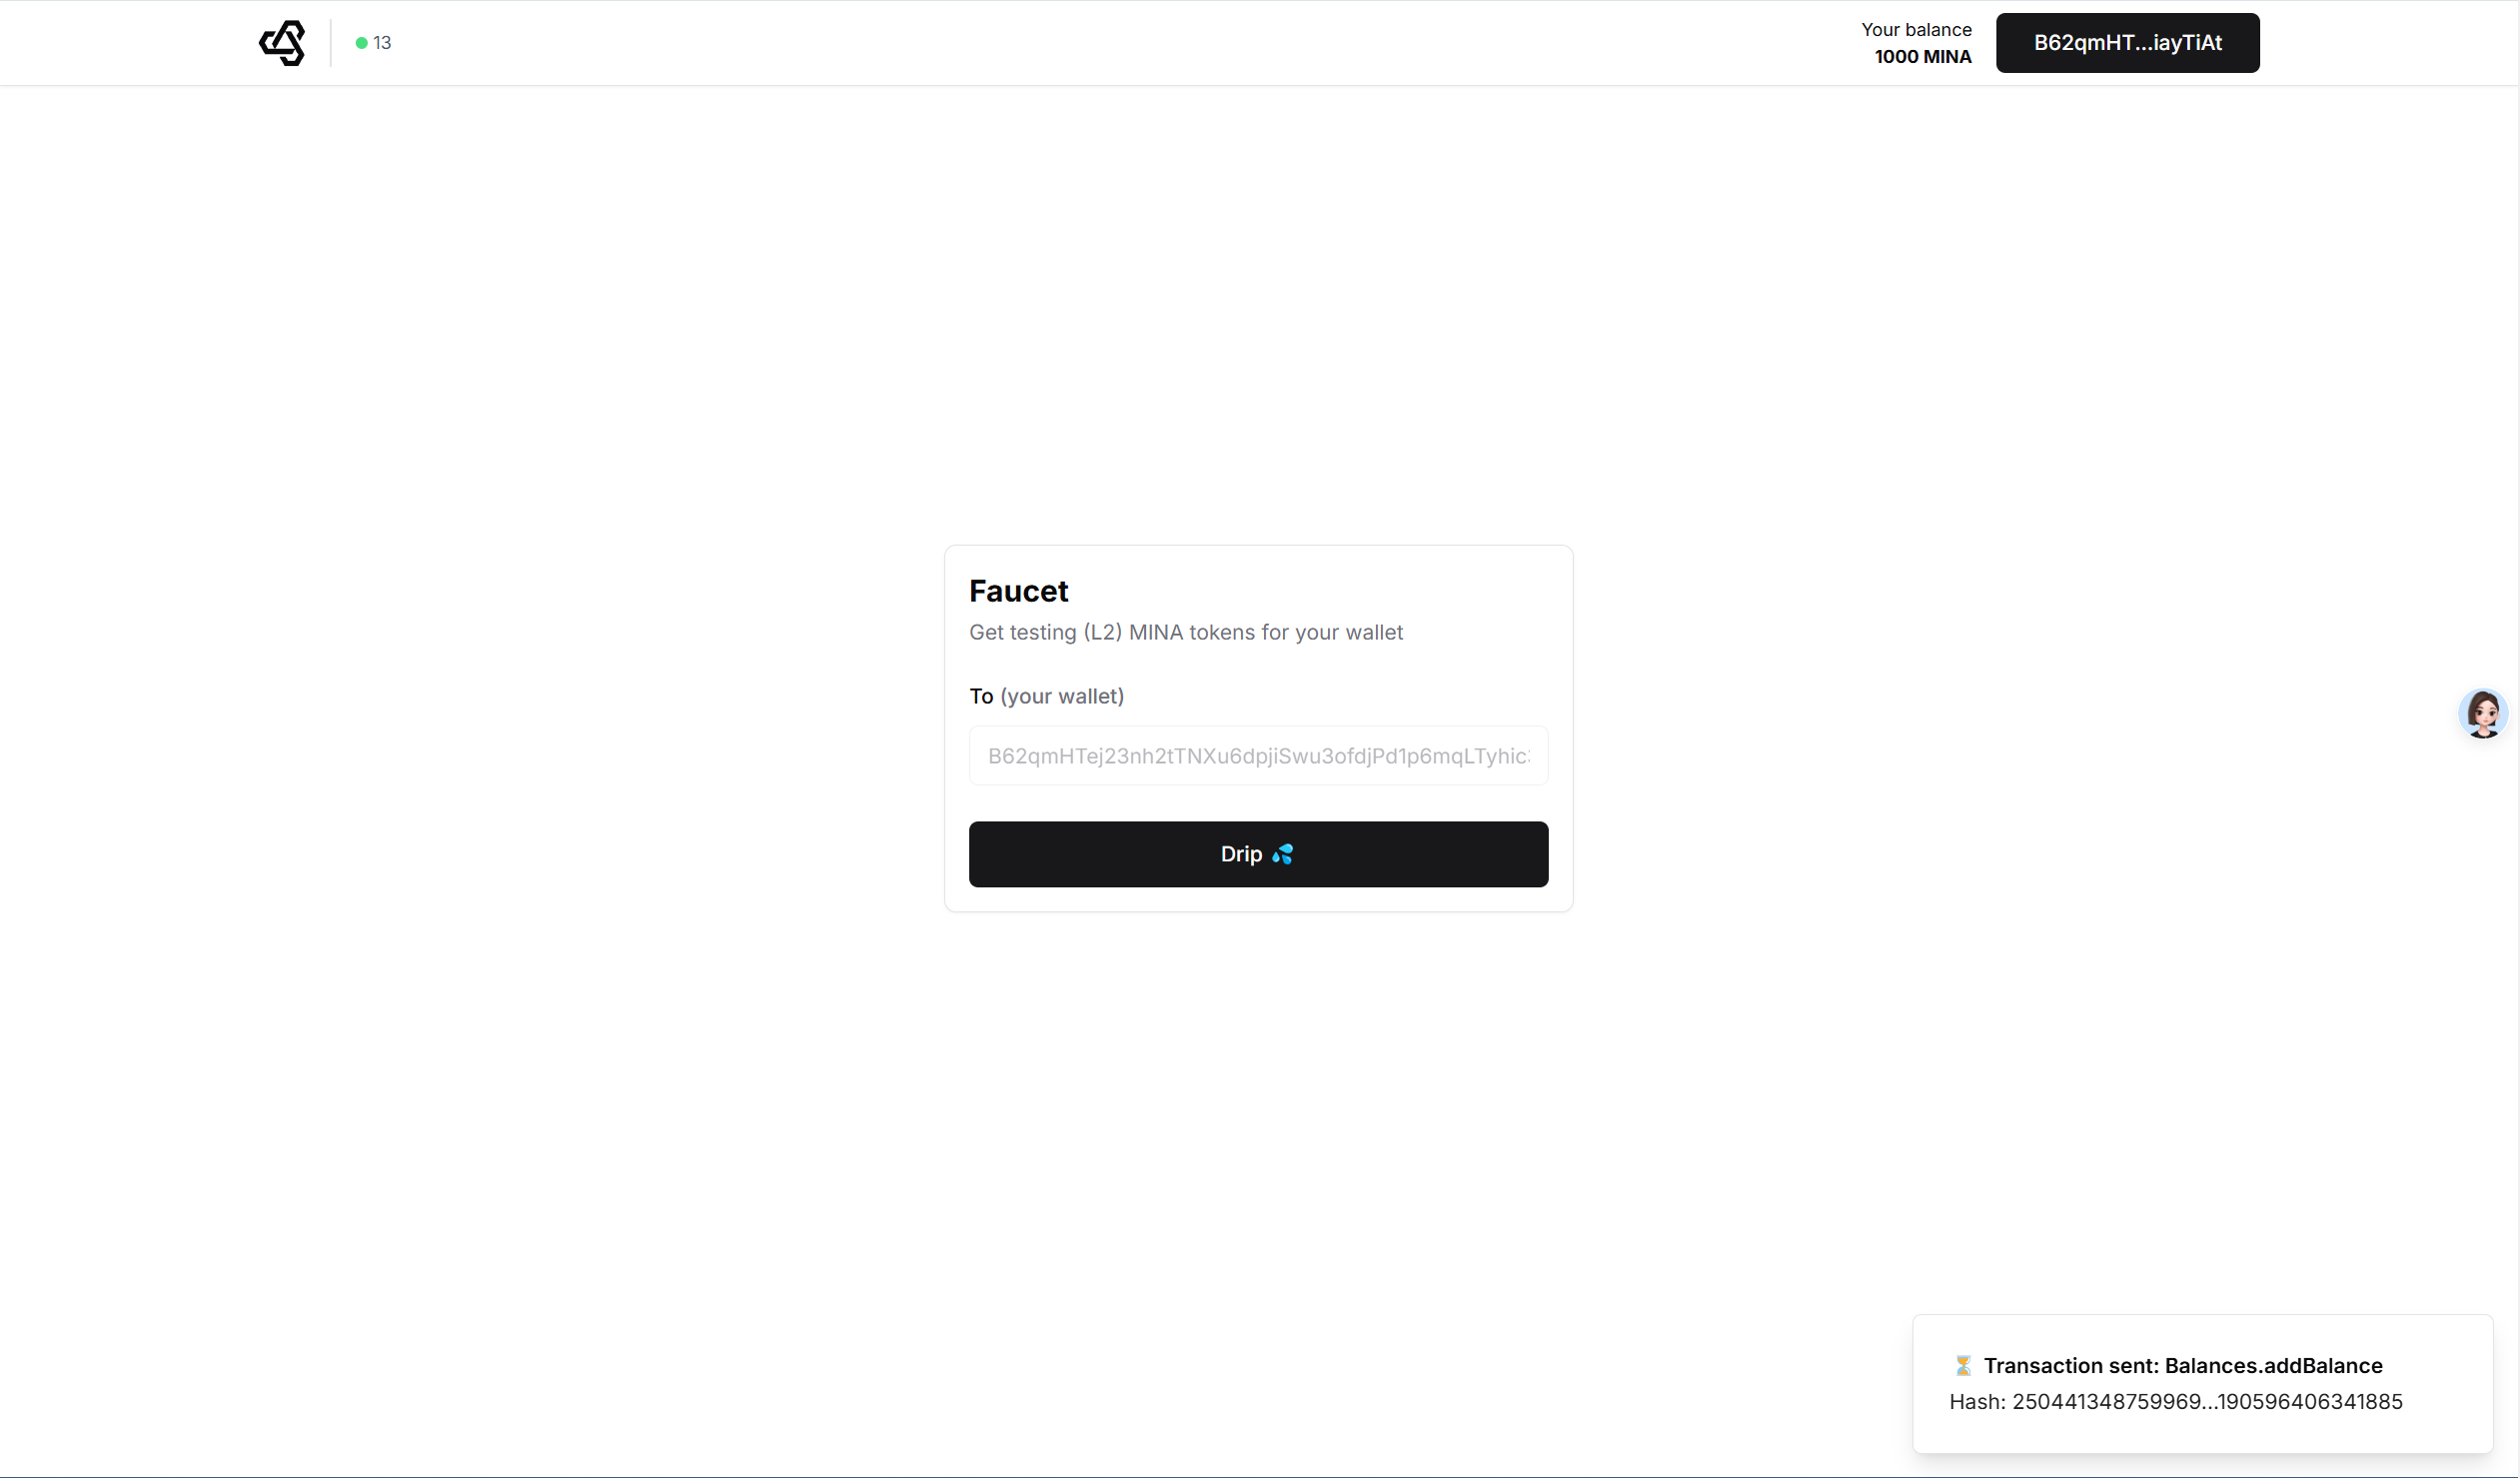 13
Your balance
1000 MINA
B62qmHT...iayTiAt
Faucet
Get testing (L2) MINA tokens for your wallet
To (your wallet)
B62qmHTej23nh2tTNXu6dpjiSwu3ofdjPd1p6mqLTyhic
Drip 💦
⏳ Transaction sent: Balances.addBalance
Hash: 250441348759969...190596406341885